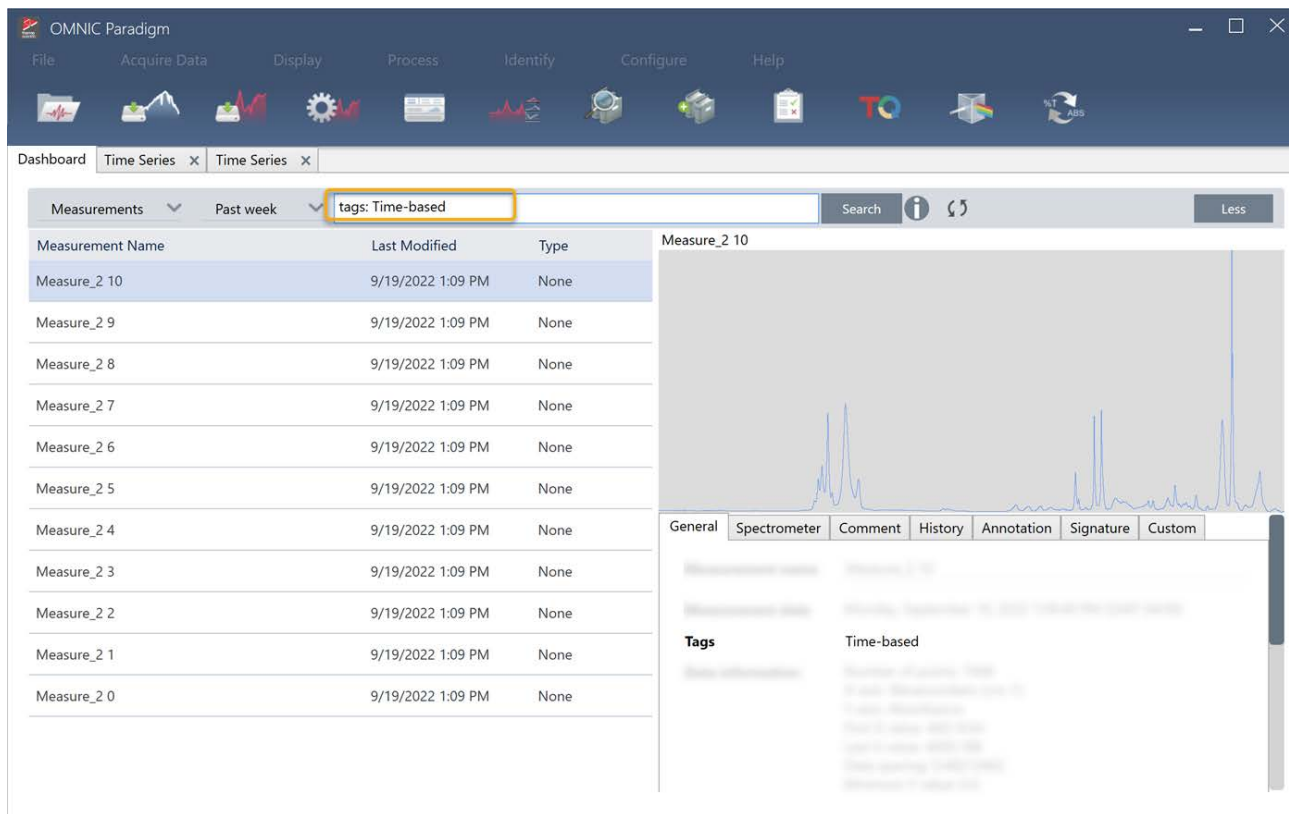 OMNIC Paradigm
File Acquire Data Display Process Identify Configure Help
TQ %T ABS
Dashboard Time Series Time Series
Measurements Past week tags: Time-based Search Less
Measurement Name Last Modified Type
Measure_2 10
Measure_2 10 9/19/2022 1:09 PM None
Measure_2 9 9/19/2022 1:09 PM None
Measure_2 8 9/19/2022 1:09 PM None
Measure_2 7 9/19/2022 1:09 PM None
Measure_2 6 9/19/2022 1:09 PM None
Measure_2 5 9/19/2022 1:09 PM None
Measure_2 4 9/19/2022 1:09 PM None
Measure_2 3 9/19/2022 1:09 PM None
Measure_2 2 9/19/2022 1:09 PM None
Measure_2 1 9/19/2022 1:09 PM None
Measure_2 0 9/19/2022 1:09 PM None
General Spectrometer Comment History Annotation Signature Custom
Tags Time-based